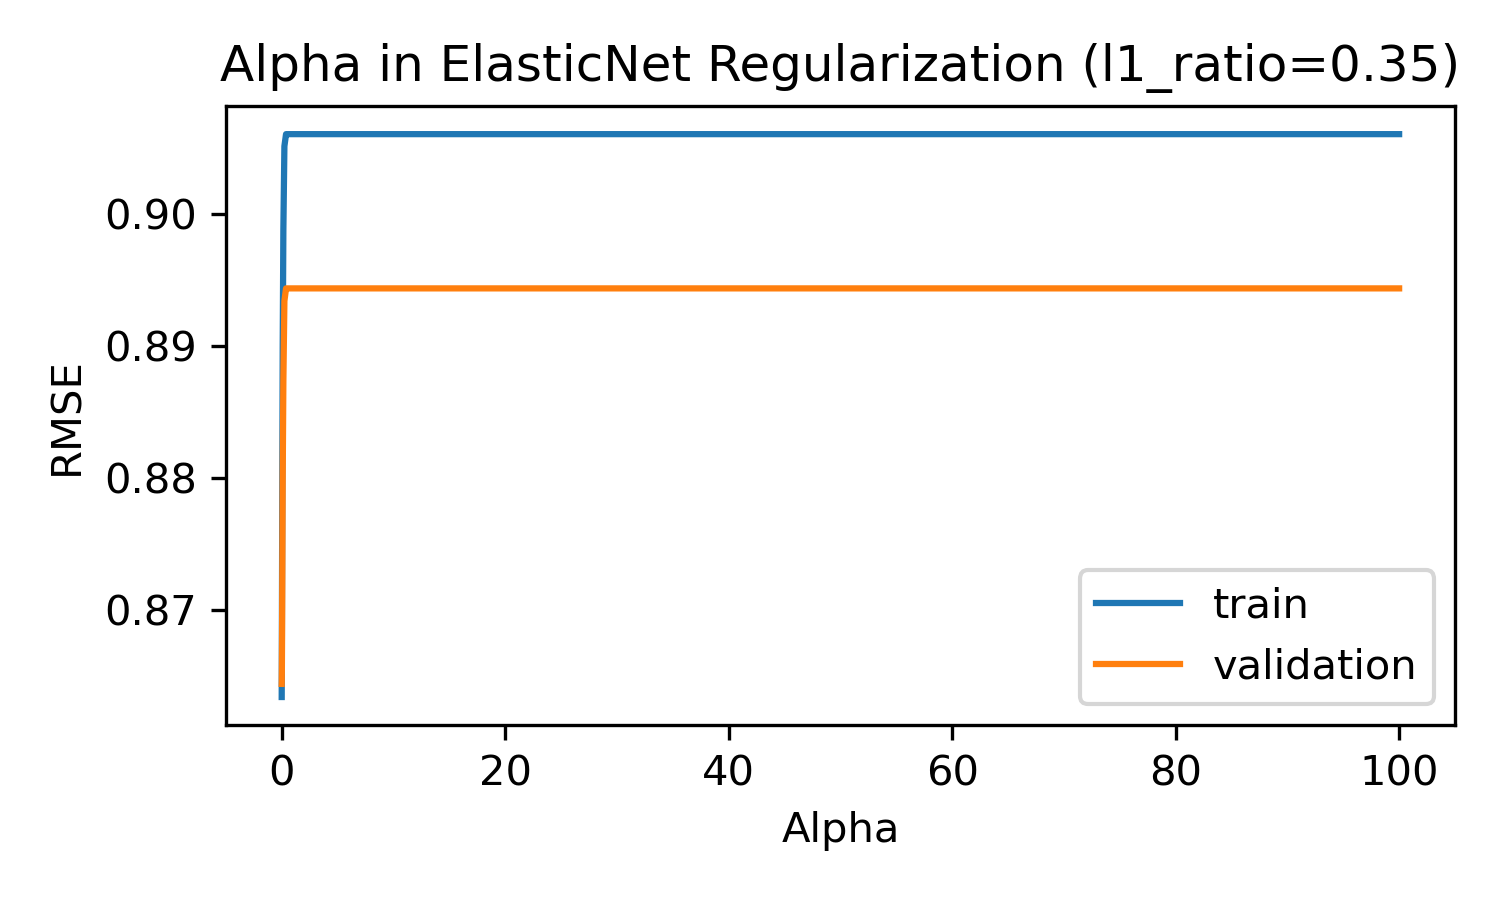 Alpha in ElasticNet Regularization (l1_ratio=0.35)
0.90
0.89
0.88
0.87
RMSE
train
validation
0 20 40 60 80 100
Alpha